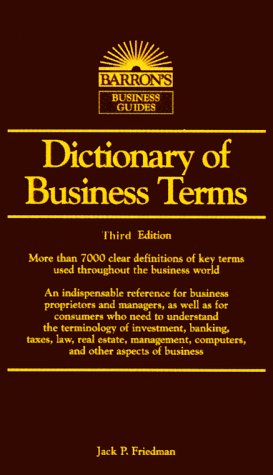 BARRON'S
BUSINESS
GUIDES
Dictionary of
Business Terms
Third Edition
More than 7000 clear definitions of key terms
used throughout the business world
An indispensable reference for business
proprietors and managers, as well as for
consumers who need to understand
the terminology of investment, banking,
taxes, law, real estate, management, computers,
and other aspects of business
Jack P. Friedman